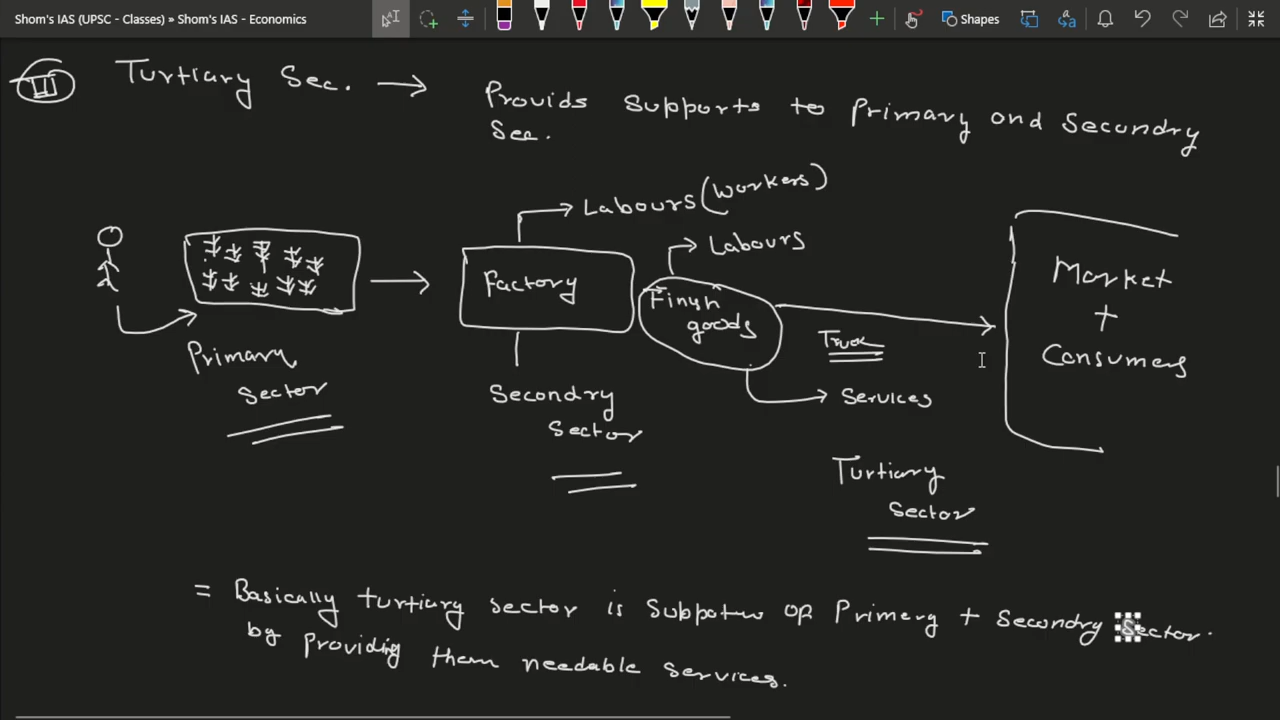 Shom's IAS (UPSC - Classes) » Shom's IAS - Economics
Shapes
III Turtiary Sec. → Provids Supports to Primary and Secondry
Sec.
Labours (workers)
Labours
Factory
Finsh
goods
Market
+
Consumers
Truck
Primary
Sector
Secondry
Sector
Services
Turtiary
Sector
= Basically turtiary sector is Suppotw of Primery + Secondry Sector.
by providing them needable services.